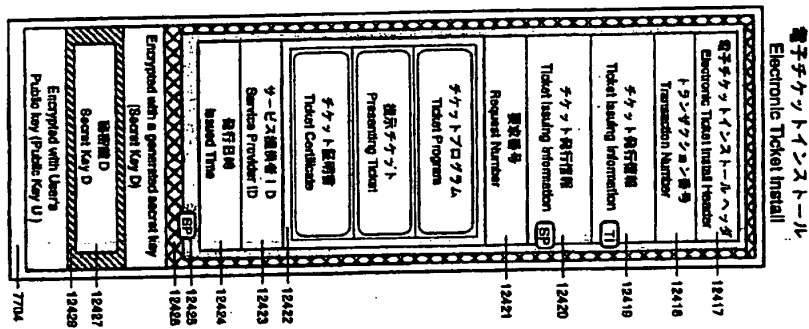 電子チケットインストール
Electronic Ticket Install
電子チケットインストールヘッダ
Electronic Ticket Install Header
トランザクション番号
Transaction Number
チケット発行情報
Ticket Issuing Information
TI
チケット発行情報
Ticket Issuing Information
SP
要求番号
Request Number
チケットプログラム
Ticket Program
提示チケット
Presenting Ticket
チケット証明書
Ticket Certificate
サービス提供者ID
Service Provider ID
発行日時
Issued Time
SP
Encrypted with a generated secret key
(Secret Key D)
秘密鍵 D
Secret Key D
Encrypted with User's
Public key (Public Key U)
12417
12418
12419
12420
12421
12422
12423
12424
12425
12426
12427
12428
7704